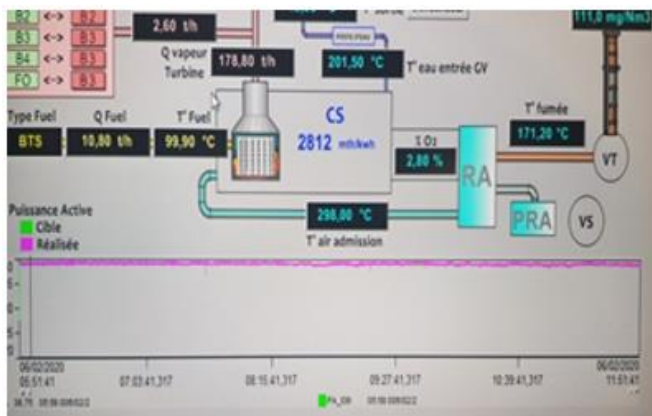 B2 <-> B3
B3 <-> B3
B4 <-> B3
FO <-> B3
2,60 t/h
111,0 mg/Nm3
Q vapeur
Turbine
178,80 t/h
POSTE D'EAU
201,50 °C
T° eau entrée GV
Type Fuel
Q Fuel
T° Fuel
BTS
10,80 t/h
99,90 °C
CS
2812 mth/kwh
% O2
2,80 %
T° fumée
171,20 °C
RA
VT
PRA
VS
298,00 °C
T° air admission
Puissance Active
Cible
Réalisée
06/02/2020
05:51:41
07:03:41,317
08:15:41,317
09:27:41,317
10:39:41,317
06/02/2020
11:51:41